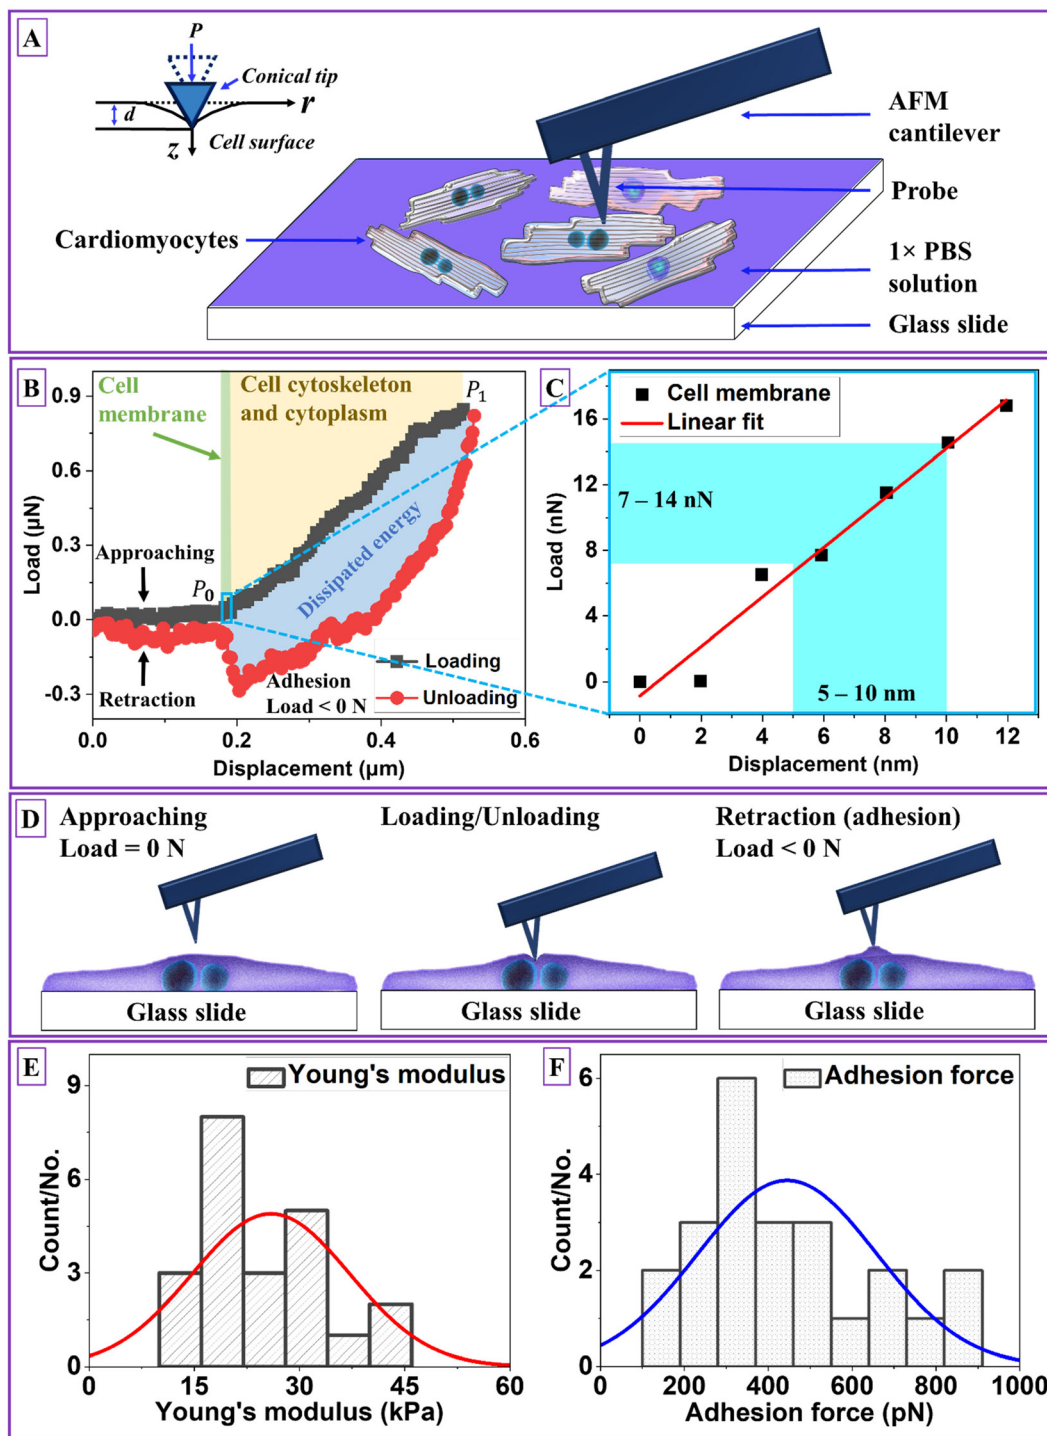 A
P
Conical tip
r
d
z
Cell surface
AFM
cantilever
Probe
Cardiomyocytes
1× PBS
solution
Glass slide
B
Cell
membrane
Cell cytoskeleton
and cytoplasm
P1
0.9
0.6
0.3
0.0
-0.3
Load (µN)
Approaching
P0
Dissipated energy
Retraction
Adhesion
Load < 0 N
Loading
Unloading
0.0
0.2
0.4
0.6
Displacement (µm)
C
Cell membrane
Linear fit
16
12
8
4
0
Load (nN)
7 – 14 nN
5 – 10 nm
0
2
4
6
8
10
12
Displacement (nm)
D
Approaching
Load = 0 N
Loading/Unloading
Retraction (adhesion)
Load < 0 N
Glass slide
Glass slide
Glass slide
E
Young's modulus
9
6
3
0
Count/No.
0
15
30
45
60
Young's modulus (kPa)
F
Adhesion force
6
4
2
0
Count/No.
0
200
400
600
800
1000
Adhesion force (pN)